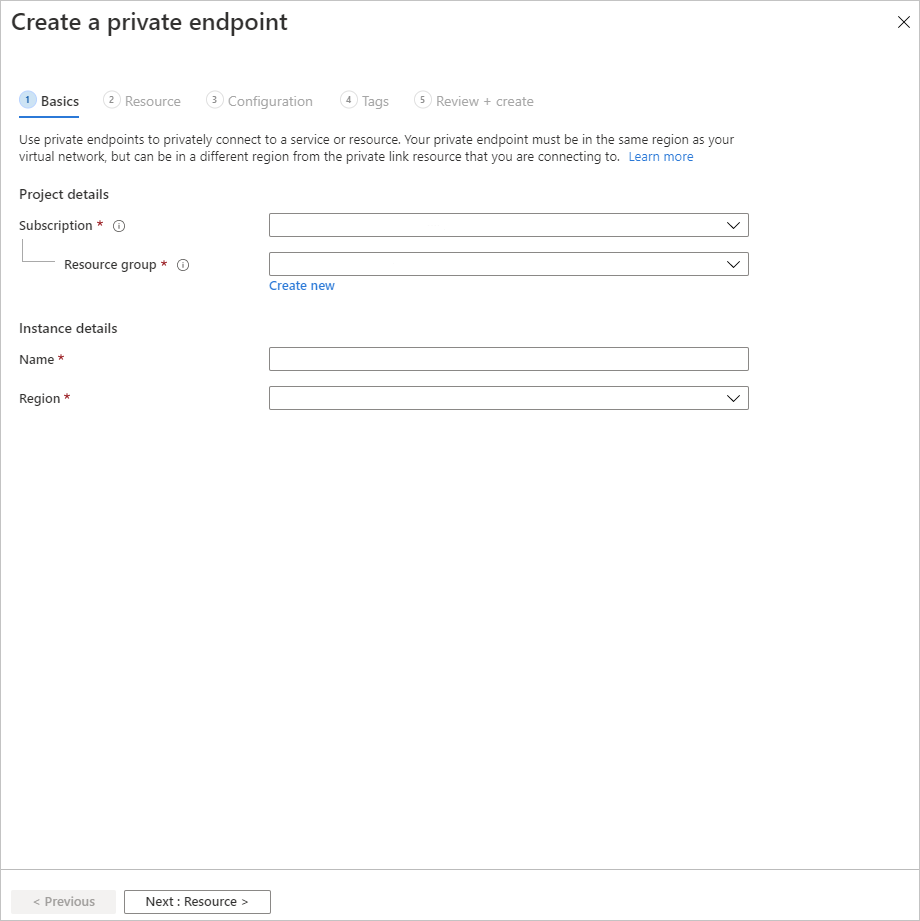 Create a private endpoint
1 Basics 2 Resource 3 Configuration 4 Tags 5 Review + create
Use private endpoints to privately connect to a service or resource. Your private endpoint must be in the same region as your
virtual network, but can be in a different region from the private link resource that you are connecting to. Learn more
Project details
Subscription *
Resource group *
Create new
Instance details
Name *
Region *
< Previous Next : Resource >